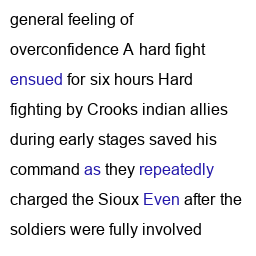 general feeling of
overconfidence A hard fight
ensued for six hours Hard
fighting by Crooks indian allies
during early stages saved his
command as they repeatedly
charged the Sioux Even after the
soldiers were fully involved